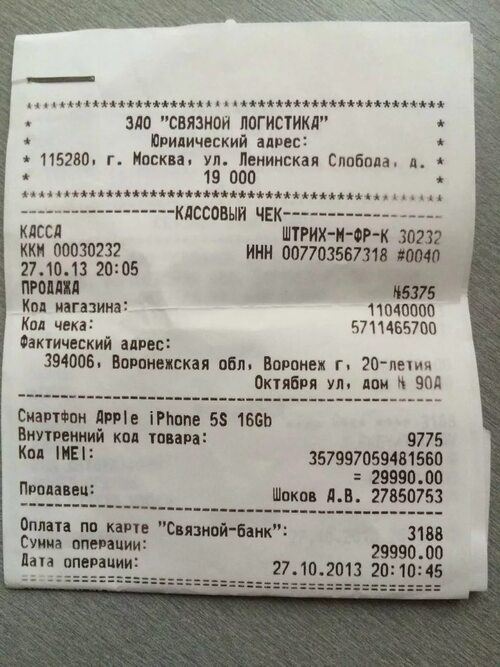 ************************************
* ЗАО "СВЯЗНОЙ ЛОГИСТИКА" *
* Юридический адрес: *
* 115280, г. Москва, ул. Ленинская Слобода, д. *
* 19 000 *
************************************
КАССОВЫЙ ЧЕК
КАССА ШТРИХ-М-ФР-К 30232
ККМ 00030232 ИНН 007703567318 #0040
27.10.13 20:05
ПРОДАЖА №5375
Код магазина: 11040000
Код чека: 5711465700
Фактический адрес:
394006, Воронежская обл, Воронеж г, 20-летия
Октября ул, дом № 90А
Смартфон Apple iPhone 5S 16Gb
Внутренний код товара: 9775
Код IMEI: 357997059481560
= 29990.00
Продавец: Шоков А.В. 27850753
Оплата по карте "Связной-банк": 3188
Сумма операции: 29990.00
Дата операции: 27.10.2013 20:10:45